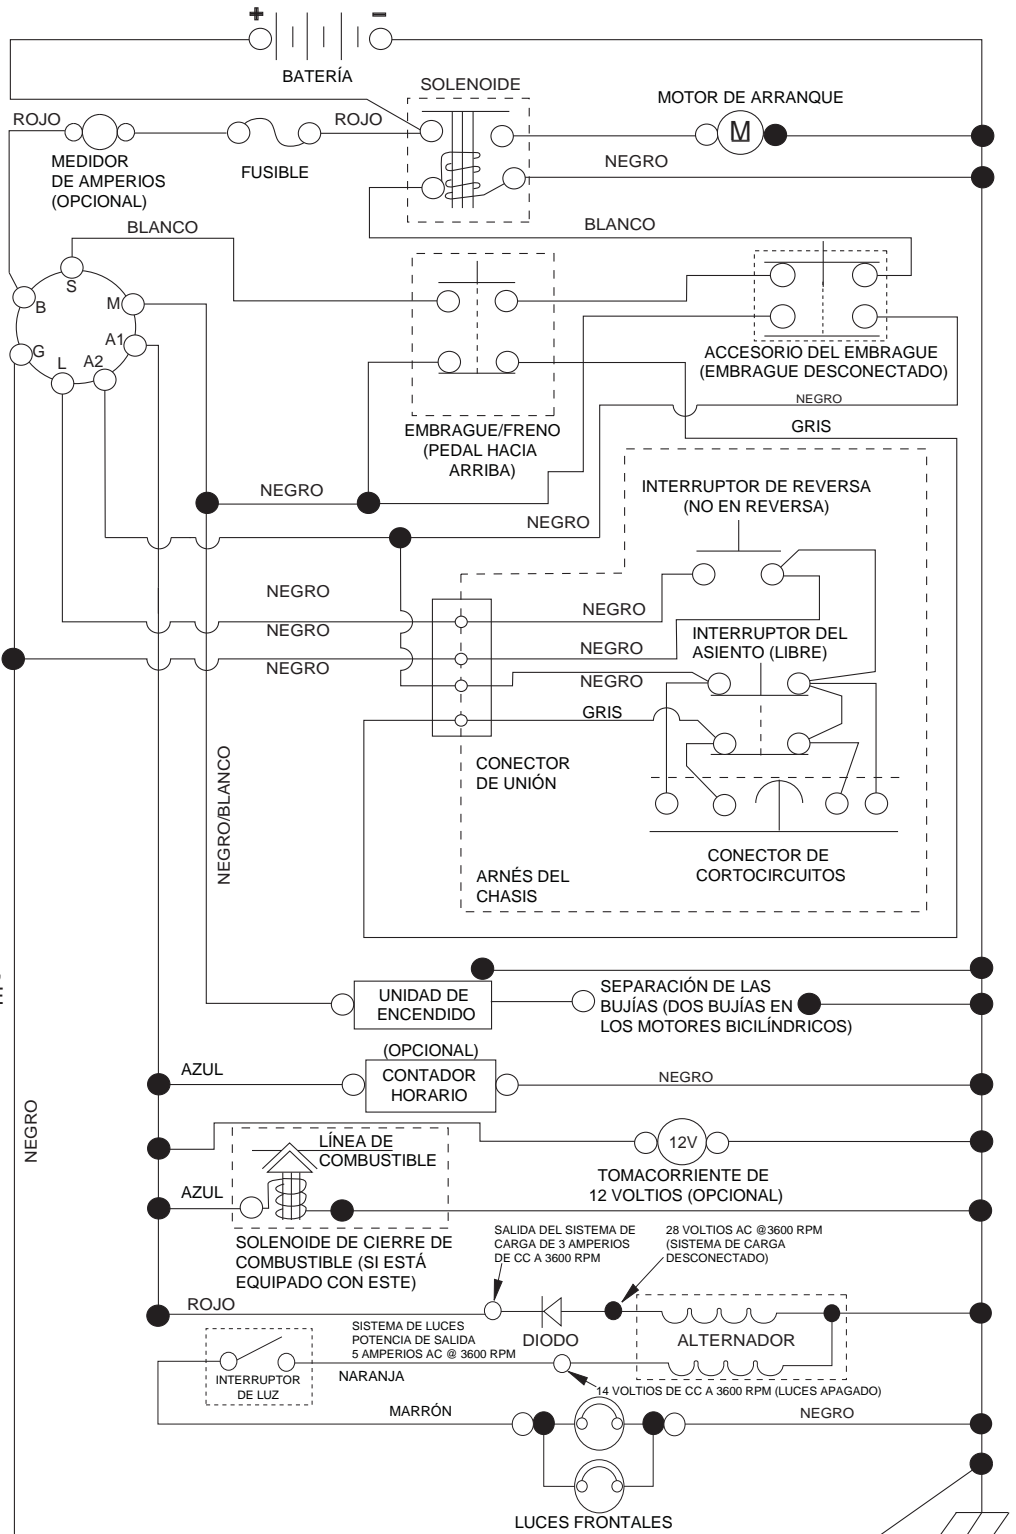 + −
BATERÍA
SOLENOIDE
MOTOR DE ARRANQUE
ROJO
ROJO
M
MEDIDOR
DE AMPERIOS
(OPCIONAL)
FUSIBLE
NEGRO
BLANCO
BLANCO
S
B
M
A1
G
L
A2
ACCESORIO DEL EMBRAGUE
(EMBRAGUE DESCONECTADO)
NEGRO
EMBRAGUE/FRENO
(PEDAL HACIA
ARRIBA)
GRIS
NEGRO
INTERRUPTOR DE REVERSA
(NO EN REVERSA)
NEGRO
NEGRO
NEGRO
NEGRO
INTERRUPTOR DEL
ASIENTO (LIBRE)
NEGRO
NEGRO
NEGRO
GRIS
CONECTOR
DE UNIÓN
NEGRO/BLANCO
CONECTOR DE
CORTOCIRCUITOS
ARNÉS DEL
CHASIS
UNIDAD DE
ENCENDIDO
SEPARACIÓN DE LAS
BUJÍAS (DOS BUJÍAS EN
LOS MOTORES BICILÍNDRICOS)
(OPCIONAL)
AZUL
CONTADOR
HORARIO
NEGRO
NEGRO
LÍNEA DE
COMBUSTIBLE
12V
TOMACORRIENTE DE
12 VOLTIOS (OPCIONAL)
AZUL
SOLENOIDE DE CIERRE DE
COMBUSTIBLE (SI ESTÁ
EQUIPADO CON ESTE)
SALIDA DEL SISTEMA DE
CARGA DE 3 AMPERIOS
DE CC A 3600 RPM
28 VOLTIOS AC @3600 RPM
(SISTEMA DE CARGA
DESCONECTADO)
ROJO
DIODO
ALTERNADOR
SISTEMA DE LUCES
POTENCIA DE SALIDA
5 AMPERIOS AC @ 3600 RPM
INTERRUPTOR
DE LUZ
NARANJA
14 VOLTIOS DE CC A 3600 RPM (LUCES APAGADO)
MARRÓN
NEGRO
LUCES FRONTALES